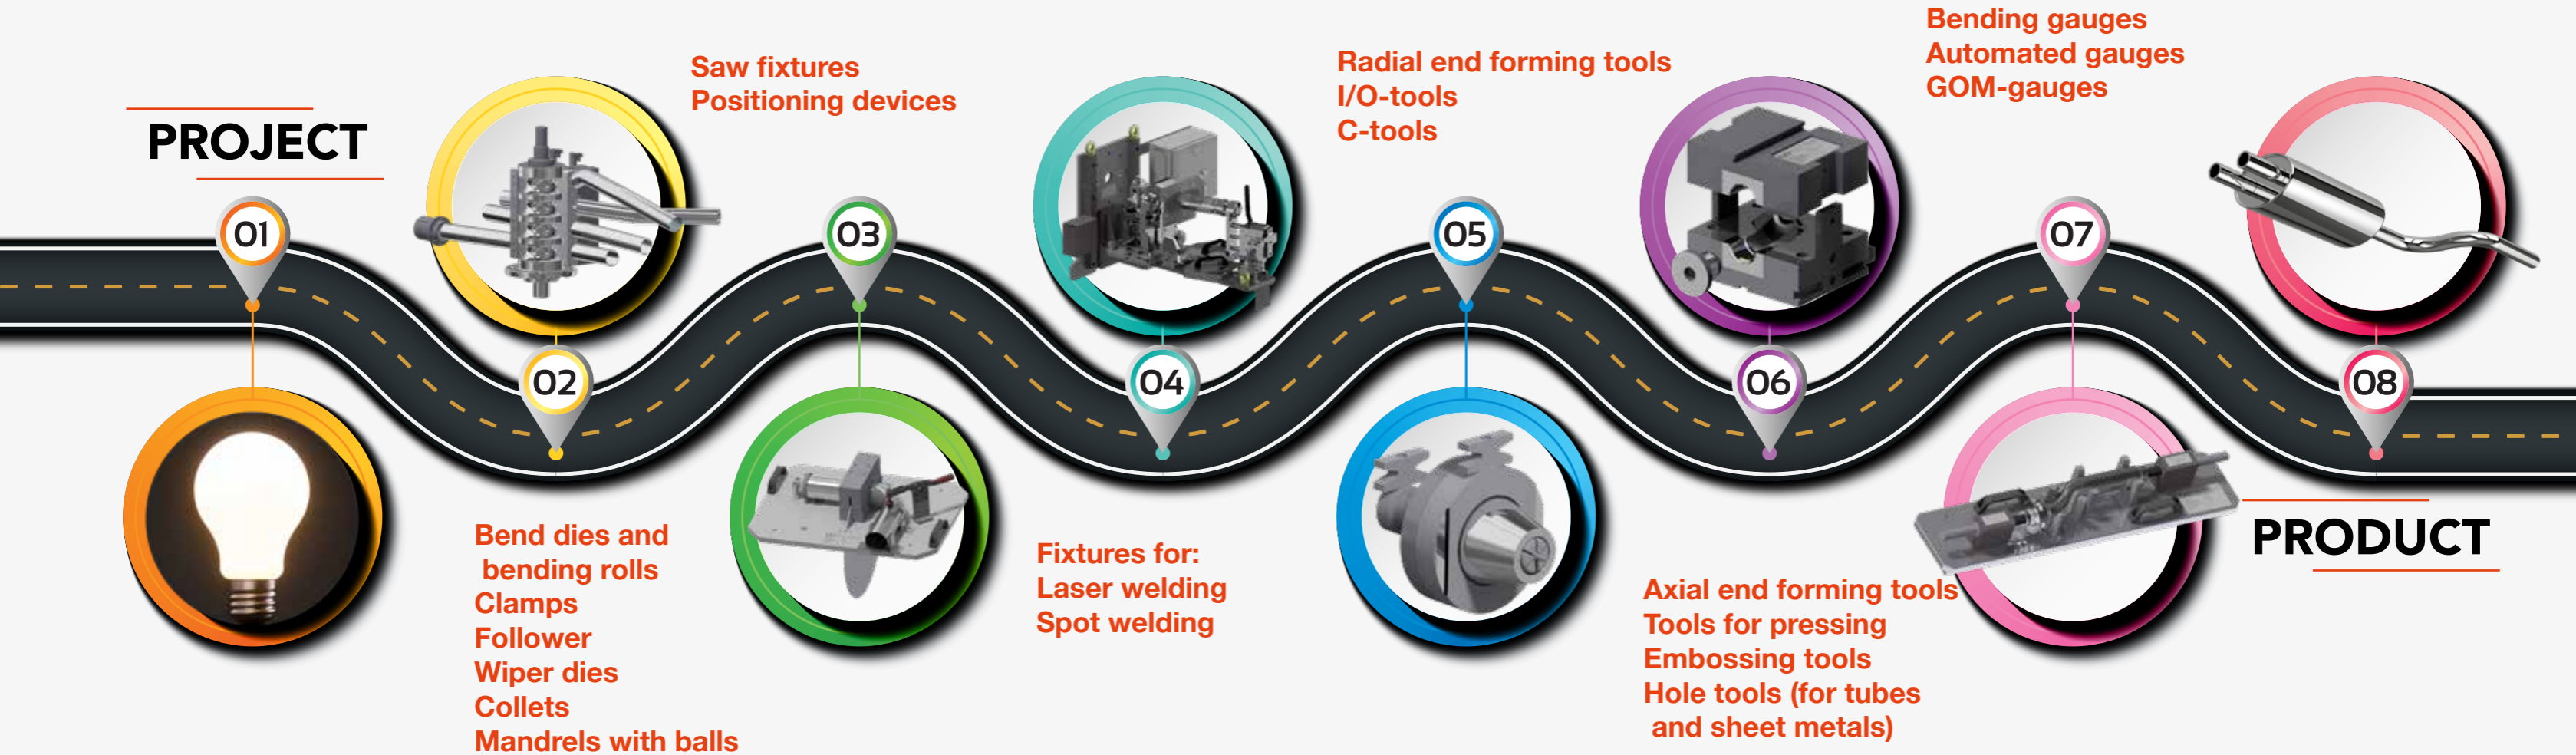 PROJECT
01
02
Bend dies and
bending rolls
Clamps
Follower
Wiper dies
Collets
Mandrels with balls
Saw fixtures
Positioning devices
03
04
Fixtures for:
Laser welding
Spot welding
Radial end forming tools
I/O-tools
C-tools
05
06
Axial end forming tools
Tools for pressing
Embossing tools
Hole tools (for tubes
and sheet metals)
Bending gauges
Automated gauges
GOM-gauges
07
08
PRODUCT